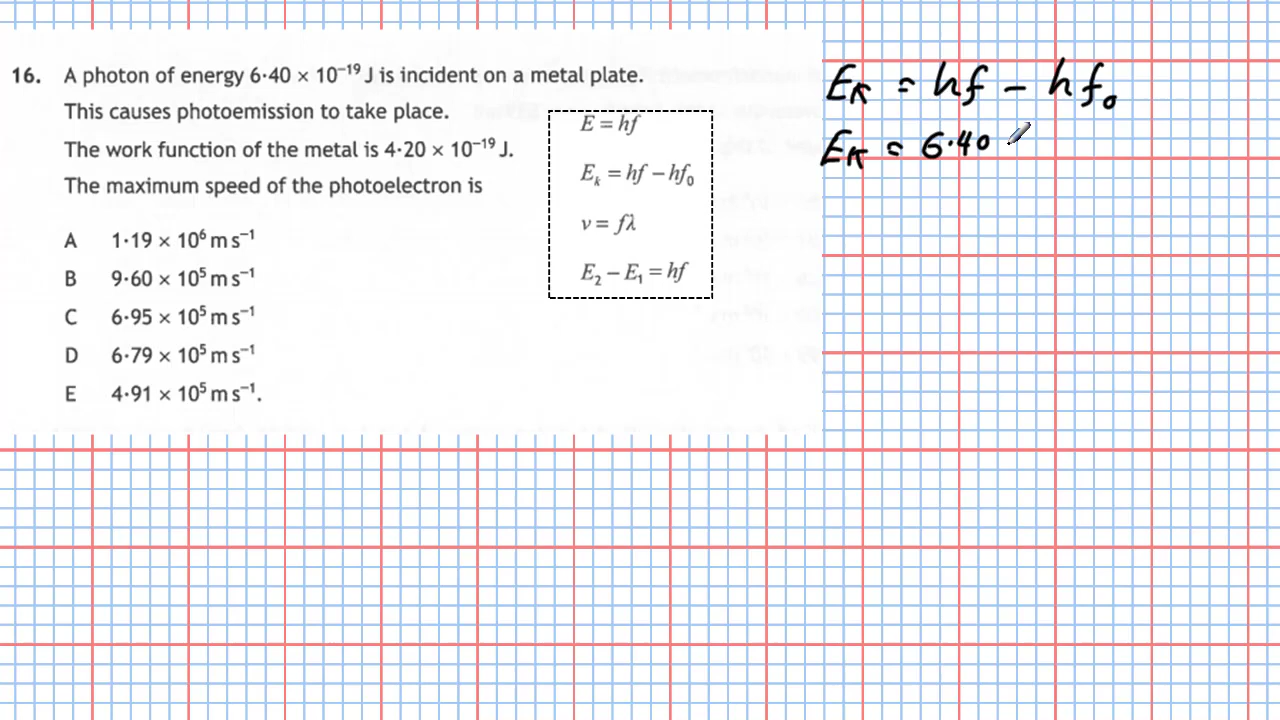 16. A photon of energy 6·40 × 10⁻¹⁹ J is incident on a metal plate.
This causes photoemission to take place.
The work function of the metal is 4·20 × 10⁻¹⁹ J.
The maximum speed of the photoelectron is
A 1·19 × 10⁶ m s⁻¹
B 9·60 × 10⁵ m s⁻¹
C 6·95 × 10⁵ m s⁻¹
D 6·79 × 10⁵ m s⁻¹
E 4·91 × 10⁵ m s⁻¹.
E = hf
Eₖ = hf − hf₀
v = fλ
E₂ − E₁ = hf
Eₖ = hf − hf₀
Eₖ = 6·40